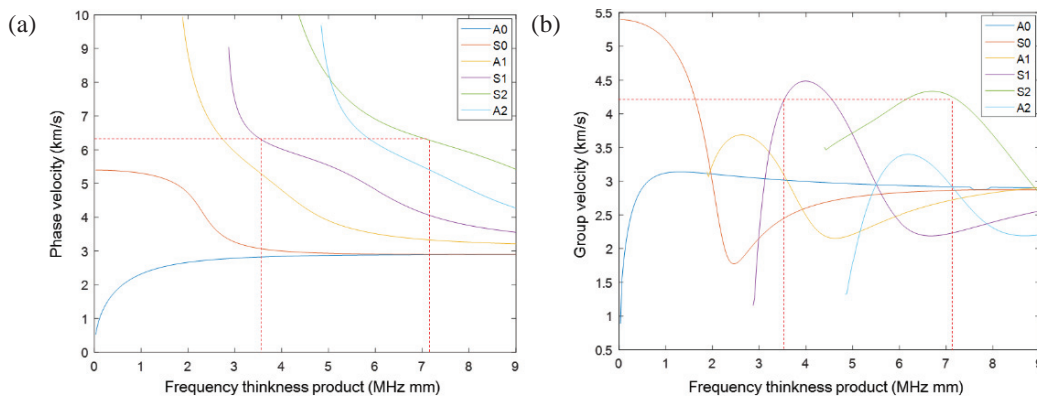 (a)
Phase velocity (km/s)
10
9
8
7
6
5
4
3
2
1
0
0 1 2 3 4 5 6 7 8 9
Frequency thinkness product (MHz mm)
A0
S0
A1
S1
S2
A2
(b)
Group velocity (km/s)
5.5
5
4.5
4
3.5
3
2.5
2
1.5
1
0.5
0 1 2 3 4 5 6 7 8 9
Frequency thinkness product (MHz mm)
A0
S0
A1
S1
S2
A2